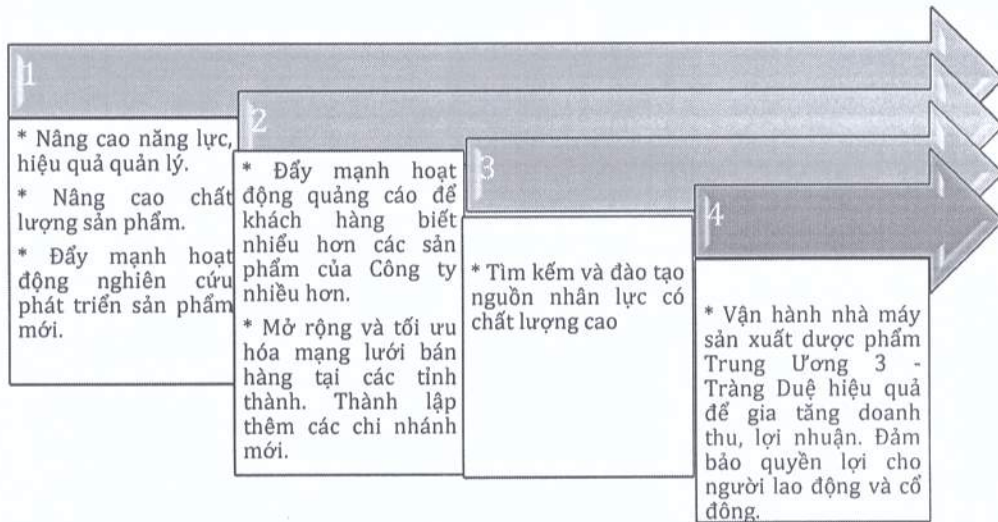 1
* Nâng cao năng lực,
hiệu quả quản lý.
* Nâng cao chất
lượng sản phẩm.
* Đẩy mạnh hoạt
động nghiên cứu
phát triển sản phẩm
mới.
2
* Đẩy mạnh hoạt
động quảng cáo để
khách hàng biết
nhiểu hơn các sản
phẩm của Công ty
nhiều hơn.
* Mở rộng và tối ưu
hóa mạng lưới bán
hàng tại các tỉnh
thành. Thành lập
thêm các chi nhánh
mới.
3
* Tìm kếm và đào tạo
nguồn nhân lực có
chất lượng cao
4
* Vận hành nhà máy
sản xuất dược phẩm
Trung Ương 3 -
Tràng Duệ hiệu quả
để gia tăng doanh
thu, lợi nhuận. Đảm
bảo quyền lợi cho
người lao động và cổ
đông.